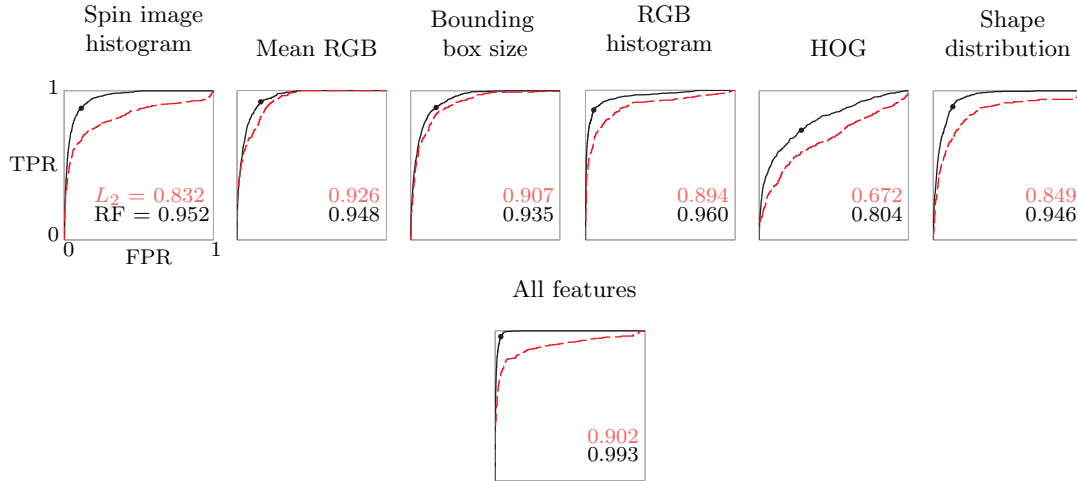 Spin image
histogram
Mean RGB
Bounding
box size
RGB
histogram
HOG
Shape
distribution
1
TPR
0
L₂ = 0.832
RF = 0.952
0
1
FPR
0.926
0.948
0.907
0.935
0.894
0.960
0.672
0.804
0.849
0.946
All features
0.902
0.993